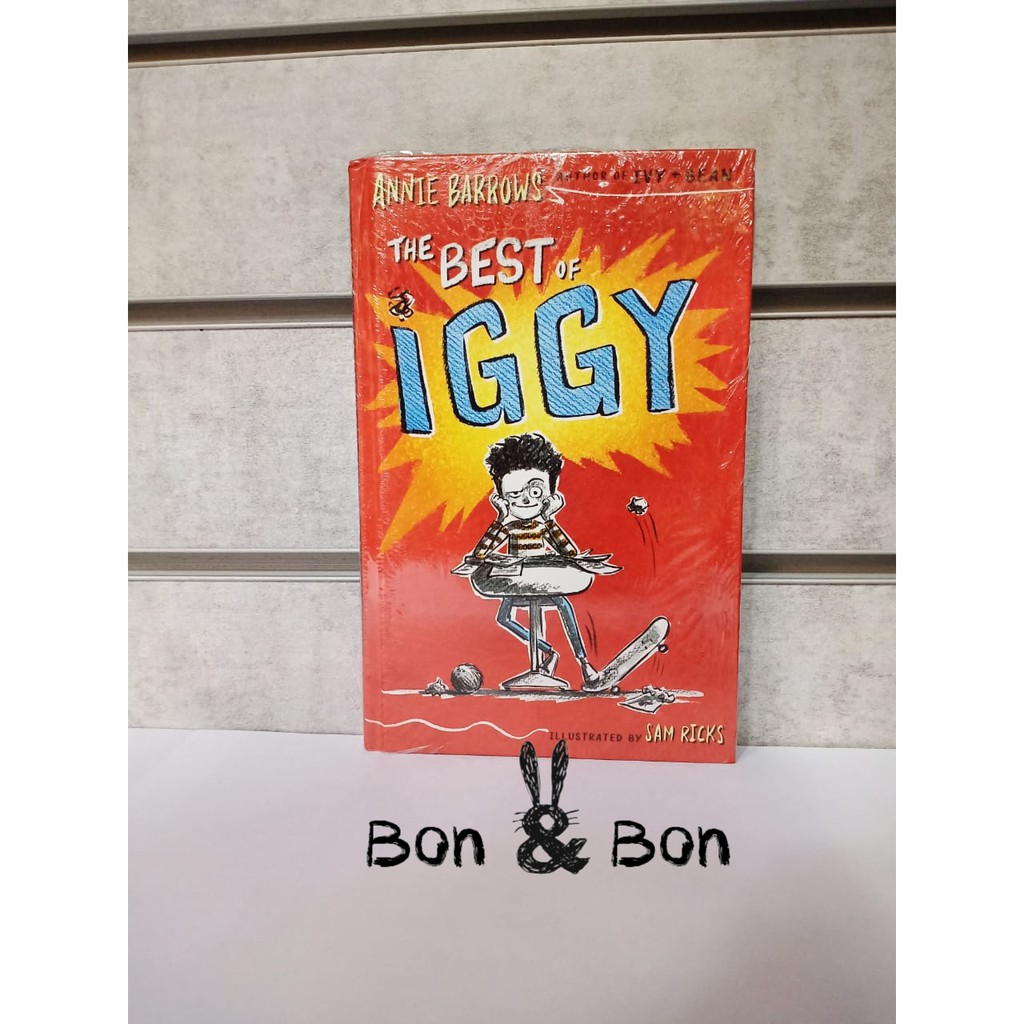 ANNIE BARROWS AUTHOR OF IVY + BEAN
THE BEST OF
IGGY
ILLUSTRATED BY SAM RICKS
Bon & Bon